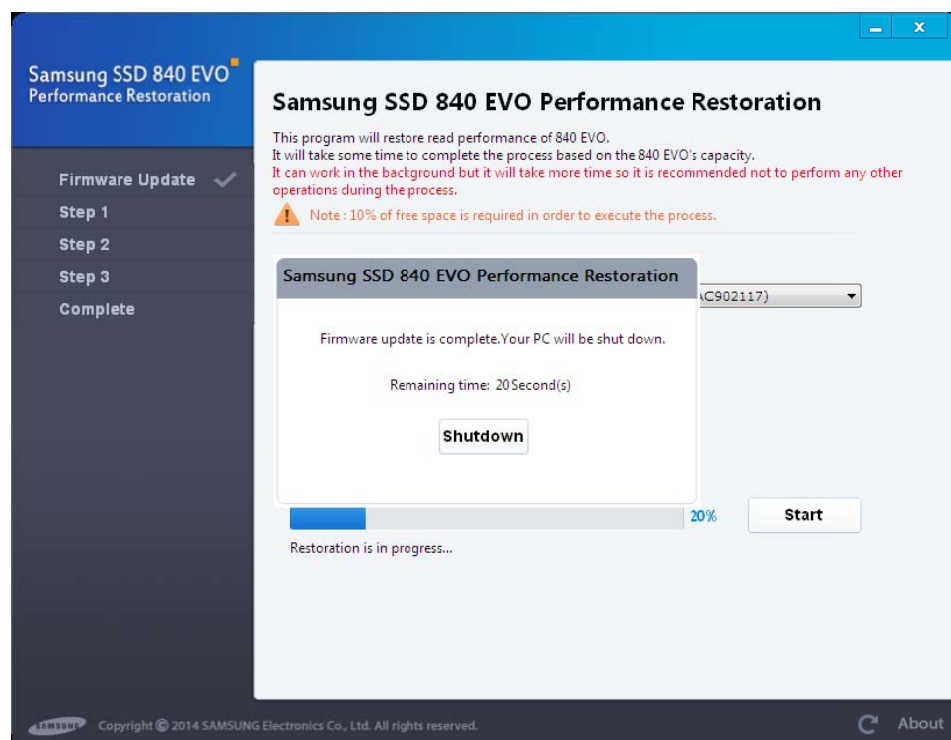 X
Samsung SSD 840 EVO
Performance Restoration
Firmware Update
Step 1
Step 2
Step 3
Complete
Samsung SSD 840 EVO Performance Restoration
This program will restore read performance of 840 EVO.
It will take some time to complete the process based on the 840 EVO's capacity.
It can work in the background but it will take more time so it is recommended not to perform any other
operations during the process.
Note : 10% of free space is required in order to execute the process.
AC902117)
Samsung SSD 840 EVO Performance Restoration
Firmware update is complete.Your PC will be shut down.
Remaining time: 20Second(s)
Shutdown
20%
Start
Restoration is in progress...
SAMSUNG
Copyright © 2014 SAMSUNG Electronics Co., Ltd. All rights reserved.
About